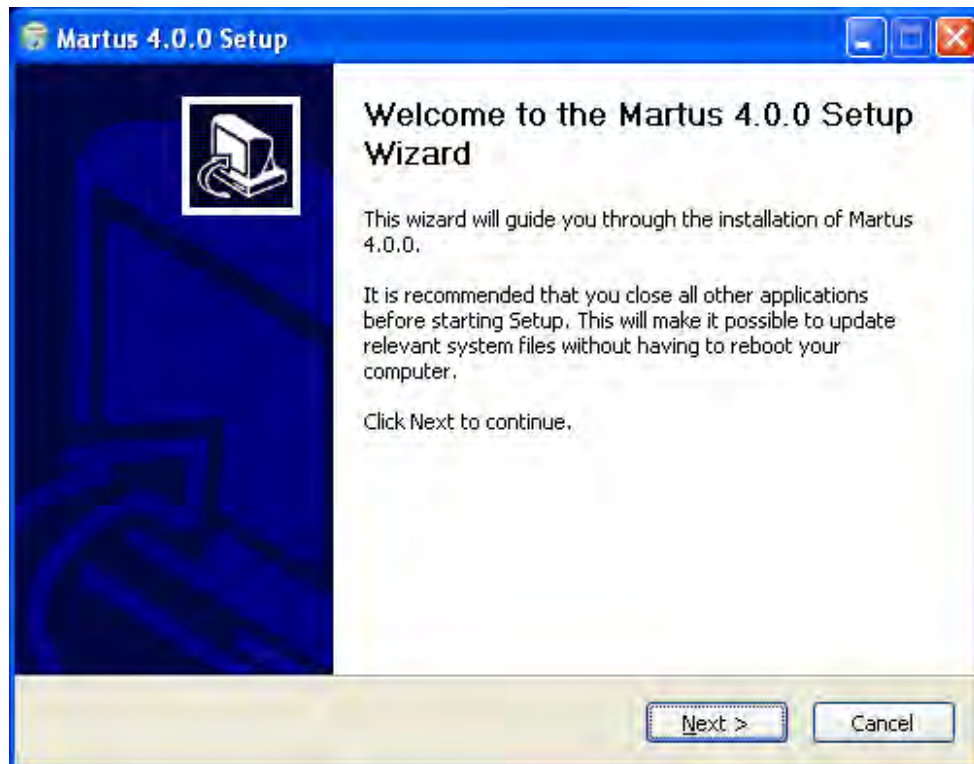 Martus 4.0.0 Setup
Welcome to the Martus 4.0.0 Setup
Wizard
This wizard will guide you through the installation of Martus
4.0.0.
It is recommended that you close all other applications
before starting Setup. This will make it possible to update
relevant system files without having to reboot your
computer.
Click Next to continue.
Next > Cancel